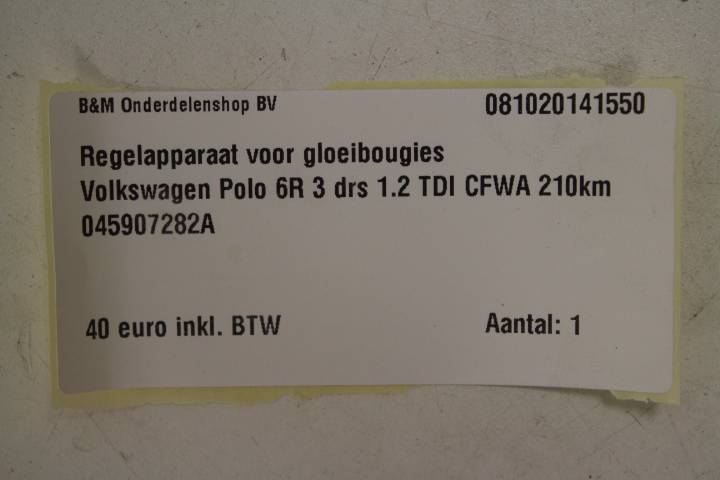 B&M Onderdelenshop BV 081020141550
Regelapparaat voor gloeibougies
Volkswagen Polo 6R 3 drs 1.2 TDI CFWA 210km
045907282A
40 euro inkl. BTW Aantal: 1